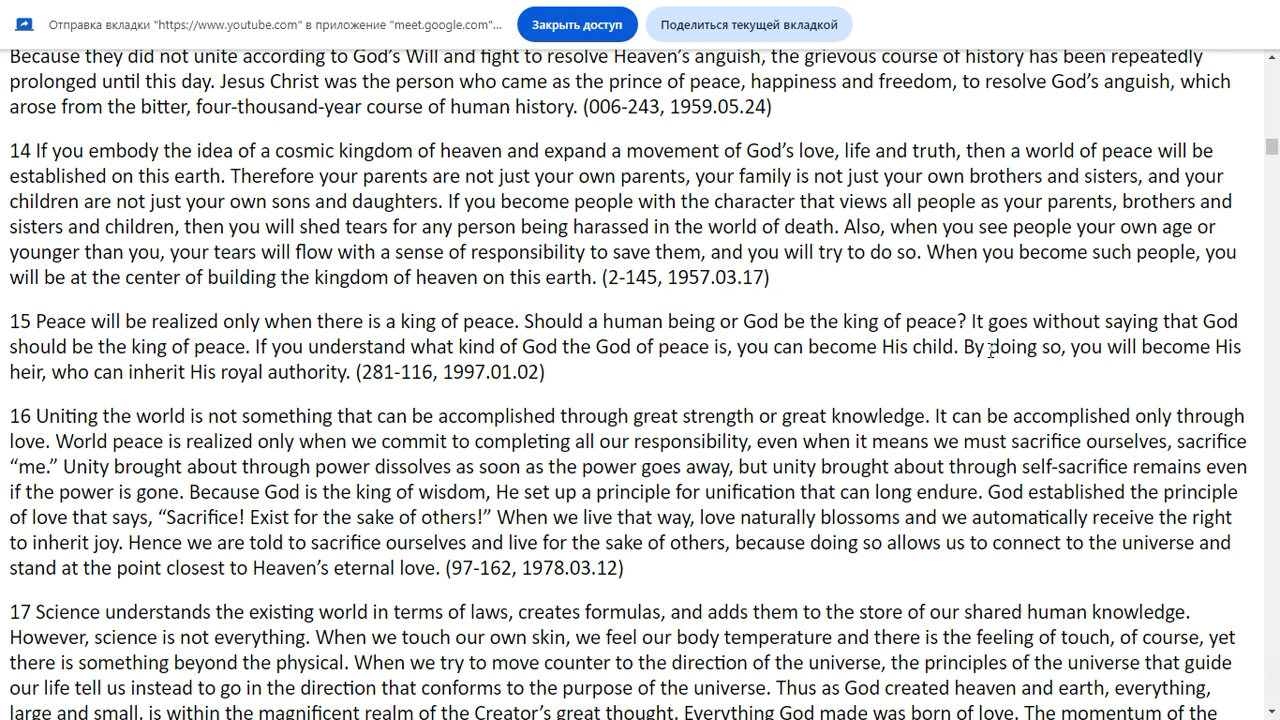 Отправка вкладки "https://www.youtube.com" в приложение "meet.google.com"...
Закрыть доступ
Поделиться текущей вкладкой
Because they did not unite according to God’s Will and fight to resolve Heaven’s anguish, the grievous course of history has been repeatedly
prolonged until this day. Jesus Christ was the person who came as the prince of peace, happiness and freedom, to resolve God’s anguish, which
arose from the bitter, four-thousand-year course of human history. (006-243, 1959.05.24)
14 If you embody the idea of a cosmic kingdom of heaven and expand a movement of God’s love, life and truth, then a world of peace will be
established on this earth. Therefore your parents are not just your own parents, your family is not just your own brothers and sisters, and your
children are not just your own sons and daughters. If you become people with the character that views all people as your parents, brothers and
sisters and children, then you will shed tears for any person being harassed in the world of death. Also, when you see people your own age or
younger than you, your tears will flow with a sense of responsibility to save them, and you will try to do so. When you become such people, you
will be at the center of building the kingdom of heaven on this earth. (2-145, 1957.03.17)
15 Peace will be realized only when there is a king of peace. Should a human being or God be the king of peace? It goes without saying that God
should be the king of peace. If you understand what kind of God the God of peace is, you can become His child. By doing so, you will become His
heir, who can inherit His royal authority. (281-116, 1997.01.02)
16 Uniting the world is not something that can be accomplished through great strength or great knowledge. It can be accomplished only through
love. World peace is realized only when we commit to completing all our responsibility, even when it means we must sacrifice ourselves, sacrifice
“me.” Unity brought about through power dissolves as soon as the power goes away, but unity brought about through self-sacrifice remains even
if the power is gone. Because God is the king of wisdom, He set up a principle for unification that can long endure. God established the principle
of love that says, “Sacrifice! Exist for the sake of others!” When we live that way, love naturally blossoms and we automatically receive the right
to inherit joy. Hence we are told to sacrifice ourselves and live for the sake of others, because doing so allows us to connect to the universe and
stand at the point closest to Heaven’s eternal love. (97-162, 1978.03.12)
17 Science understands the existing world in terms of laws, creates formulas, and adds them to the store of our shared human knowledge.
However, science is not everything. When we touch our own skin, we feel our body temperature and there is the feeling of touch, of course, yet
there is something beyond the physical. When we try to move counter to the direction of the universe, the principles of the universe that guide
our life tell us instead to go in the direction that conforms to the purpose of the universe. Thus as God created heaven and earth, everything,
large and small, is within the magnificent realm of the Creator’s great thought. Everything God made was born of love. The momentum of the